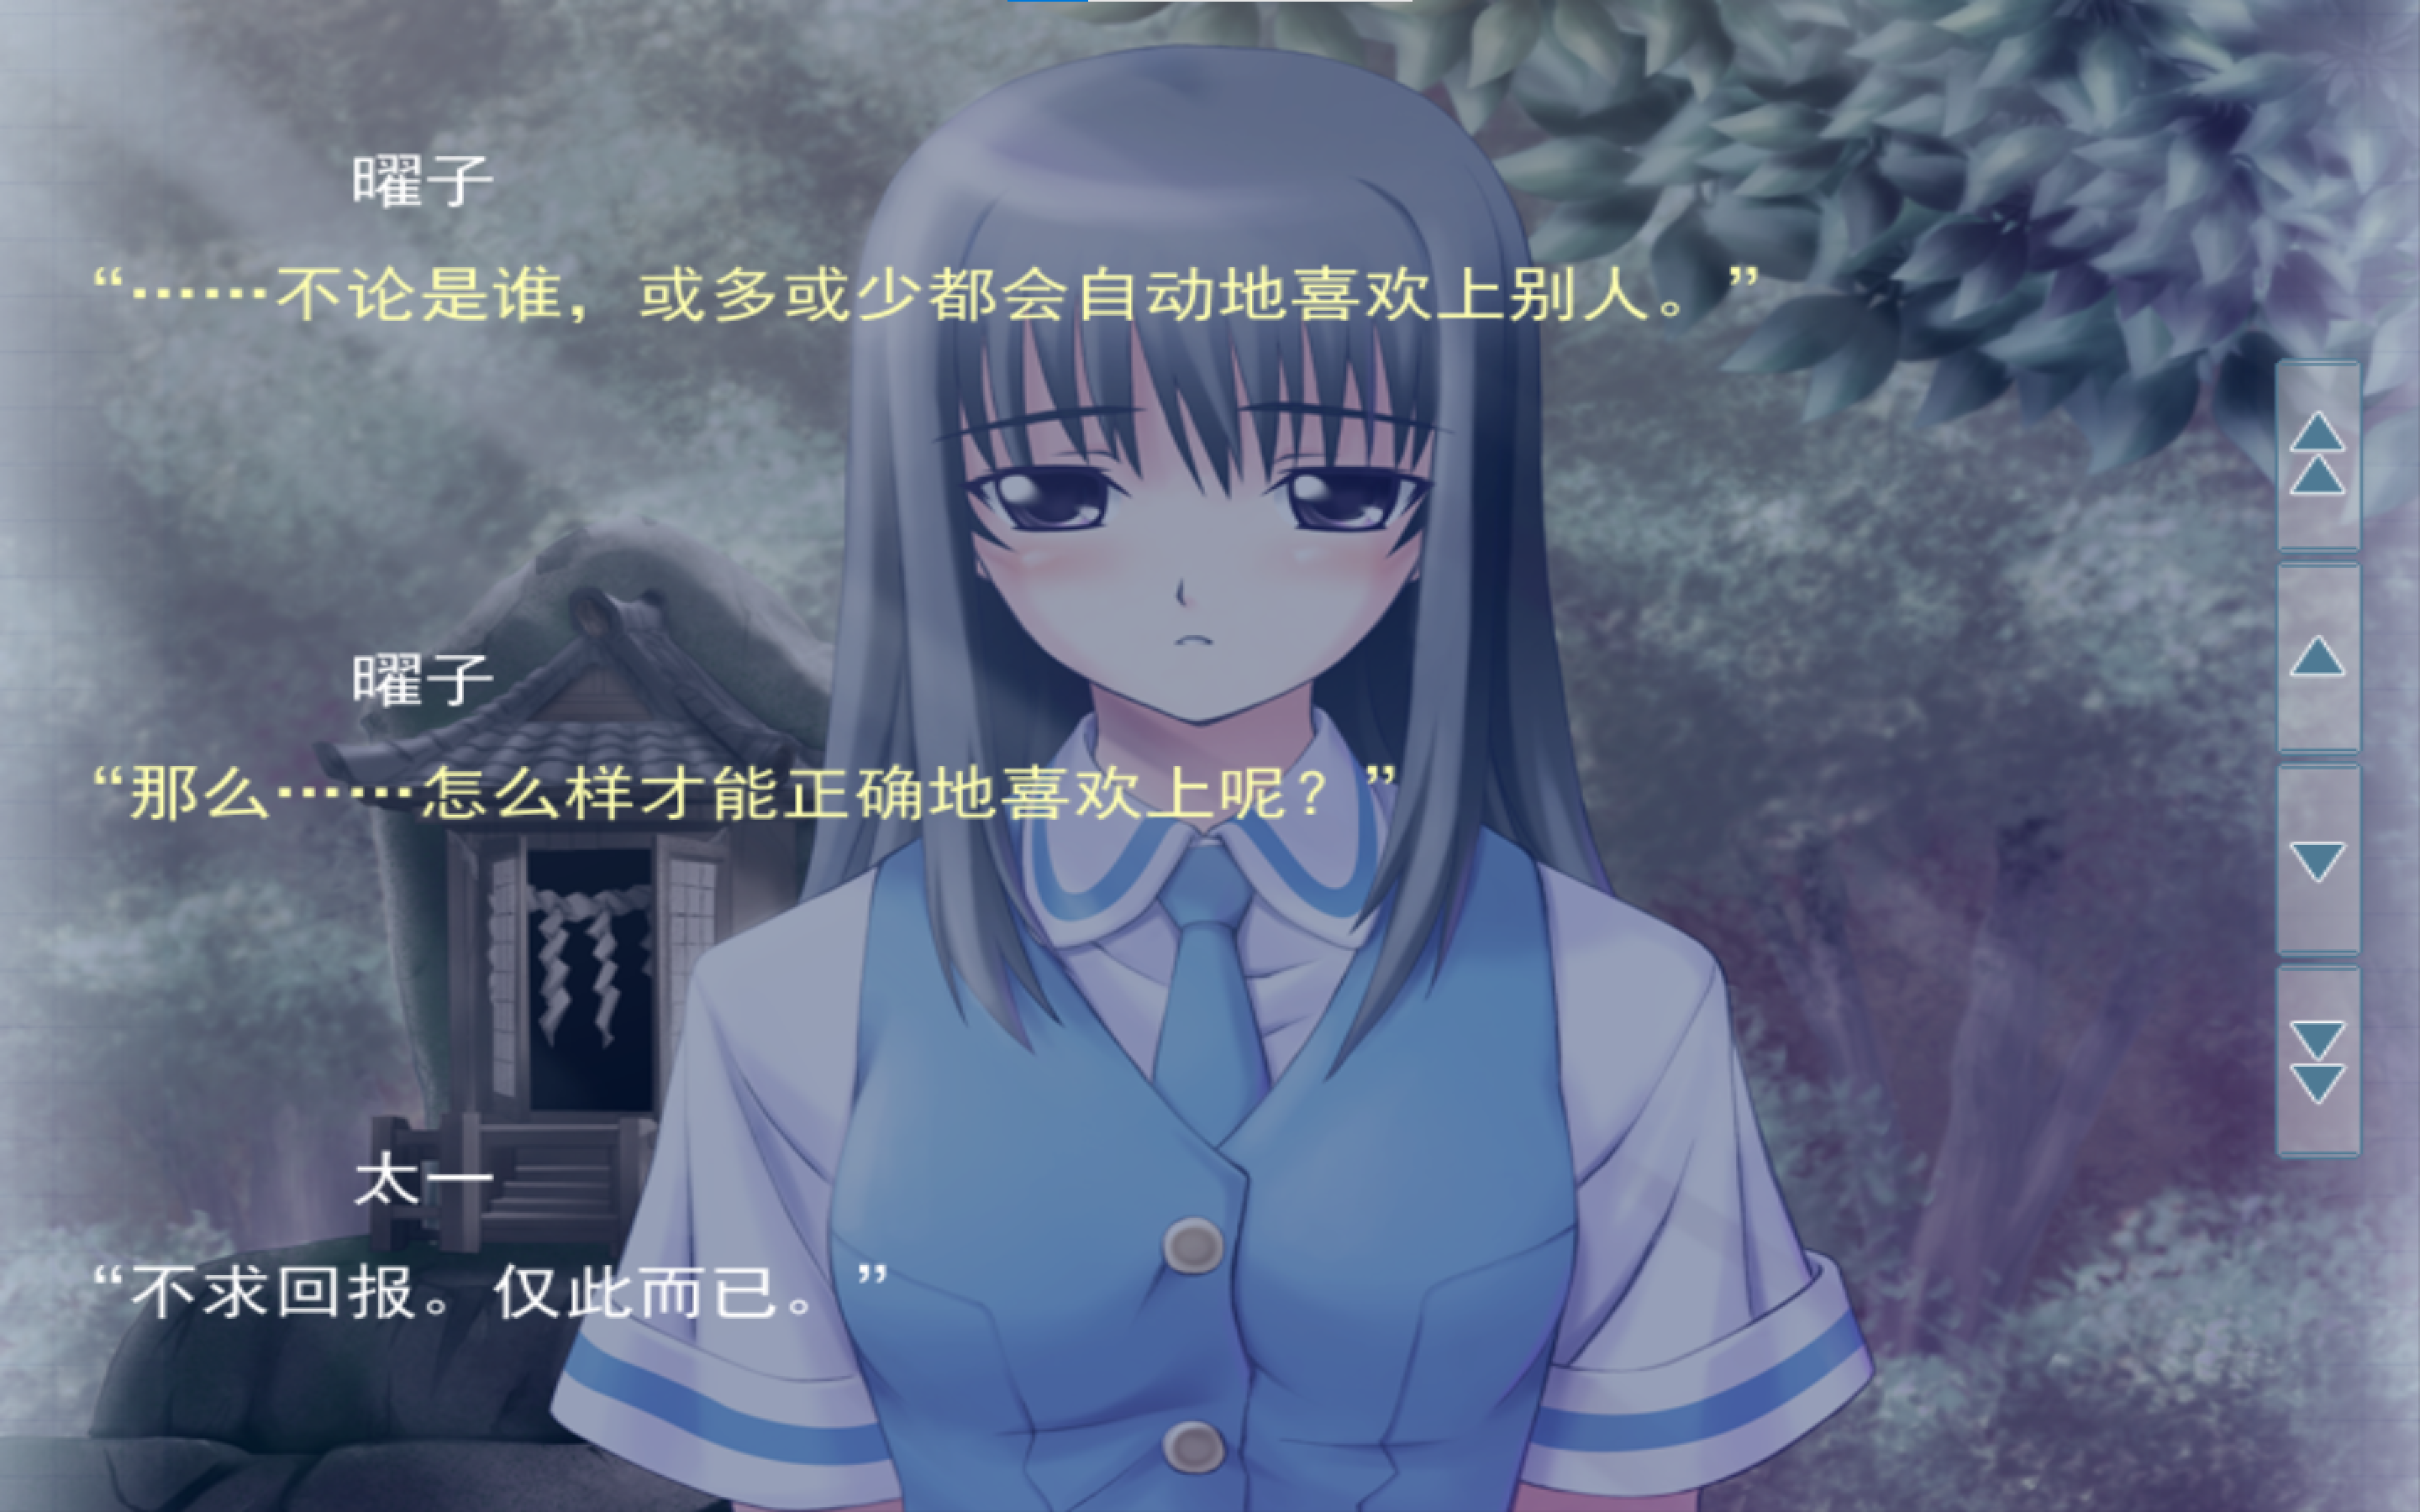 曜子
“……不论是谁，或多或少都会自动地喜欢上别人。”
曜子
“那么……怎么样才能正确地喜欢上呢？”
太一
“不求回报。仅此而已。”